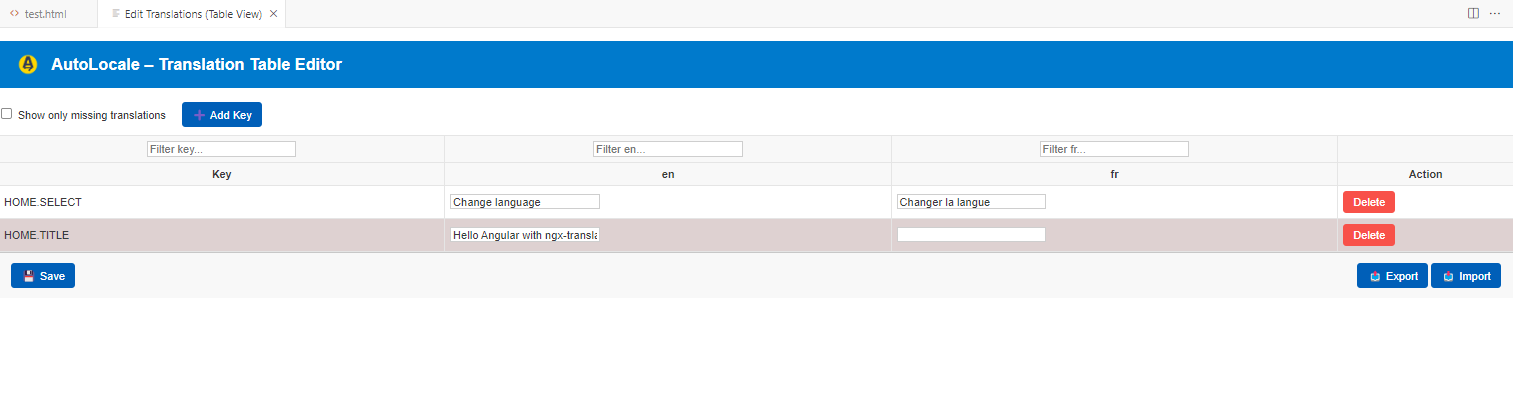 test.html
Edit Translations (Table View)
AutoLocale – Translation Table Editor
Show only missing translations
Add Key
Filter key... Filter en... Filter fr...
Key en fr Action
HOME.SELECT Change language Changer la langue Delete
HOME.TITLE Hello Angular with ngx-transla Delete
Save Export Import